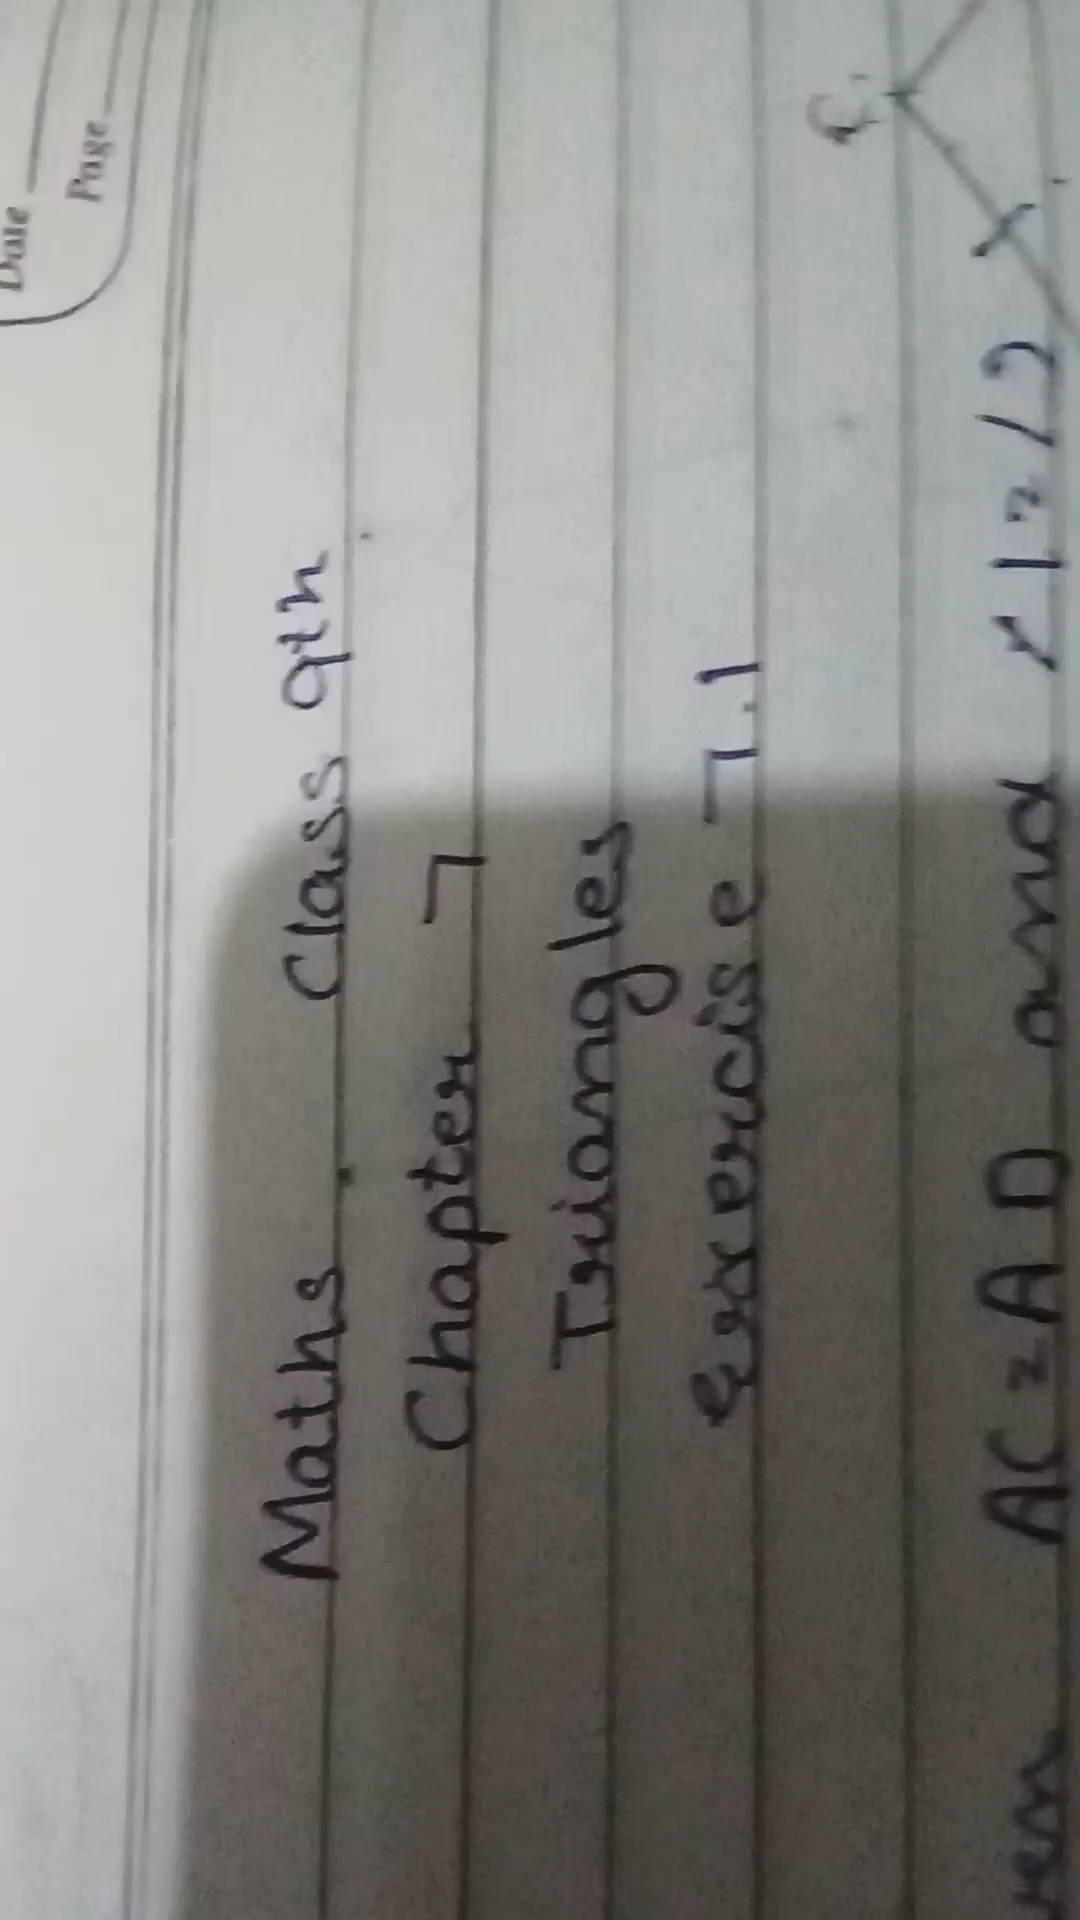 Date
Page
Maths. Class 9th
Chapter 7
Triangles
Exercise 7.1
AC = AD and ∠1 = ∠2